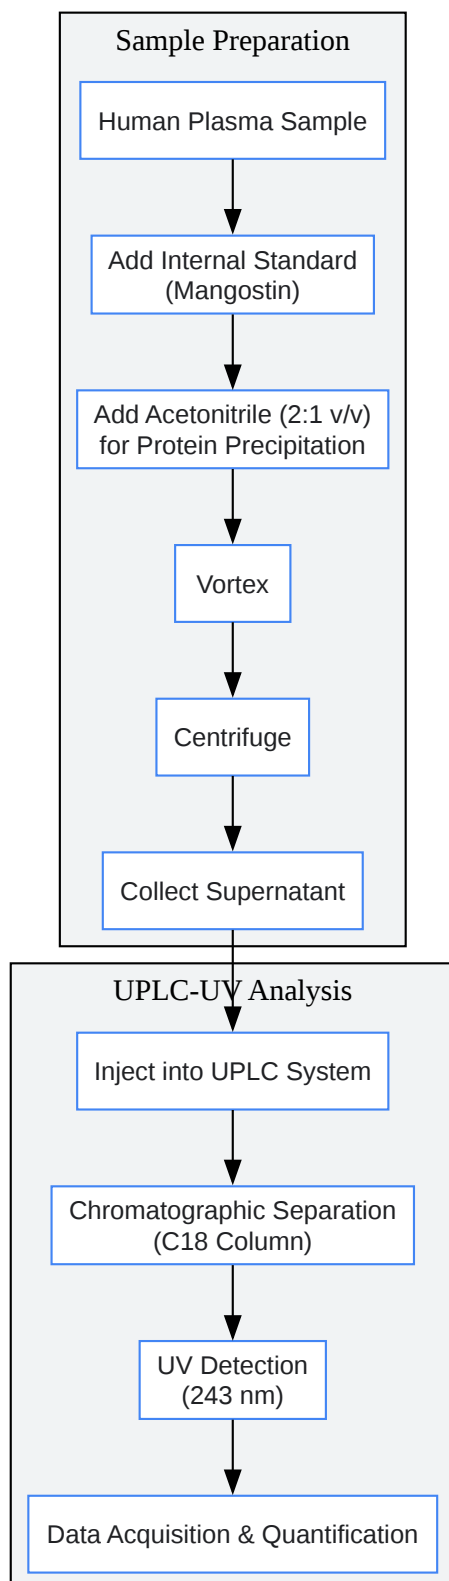 Sample Preparation
Human Plasma Sample
Add Internal Standard
(Mangostin)
Add Acetonitrile (2:1 v/v)
for Protein Precipitation
Vortex
Centrifuge
Collect Supernatant
UPLC-UV Analysis
Inject into UPLC System
Chromatographic Separation
(C18 Column)
UV Detection
(243 nm)
Data Acquisition & Quantification